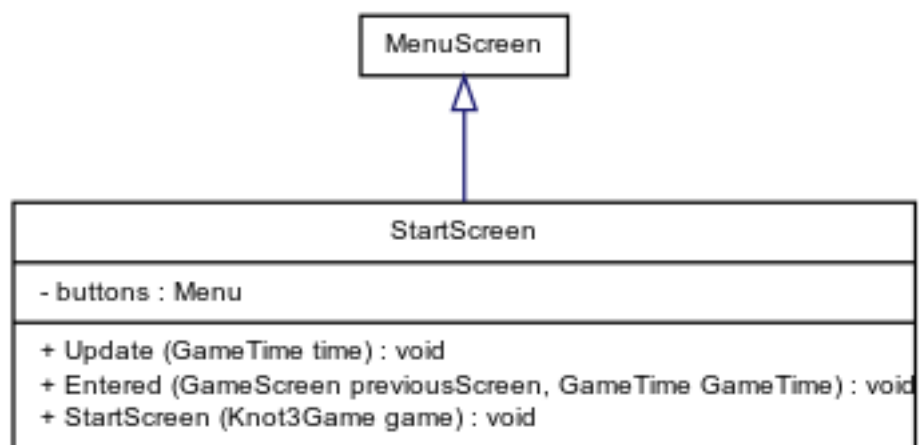 MenuScreen
StartScreen
- buttons : Menu
+ Update (GameTime time) : void
+ Entered (GameScreen previousScreen, GameTime GameTime) : void
+ StartScreen (Knot3Game game) : void